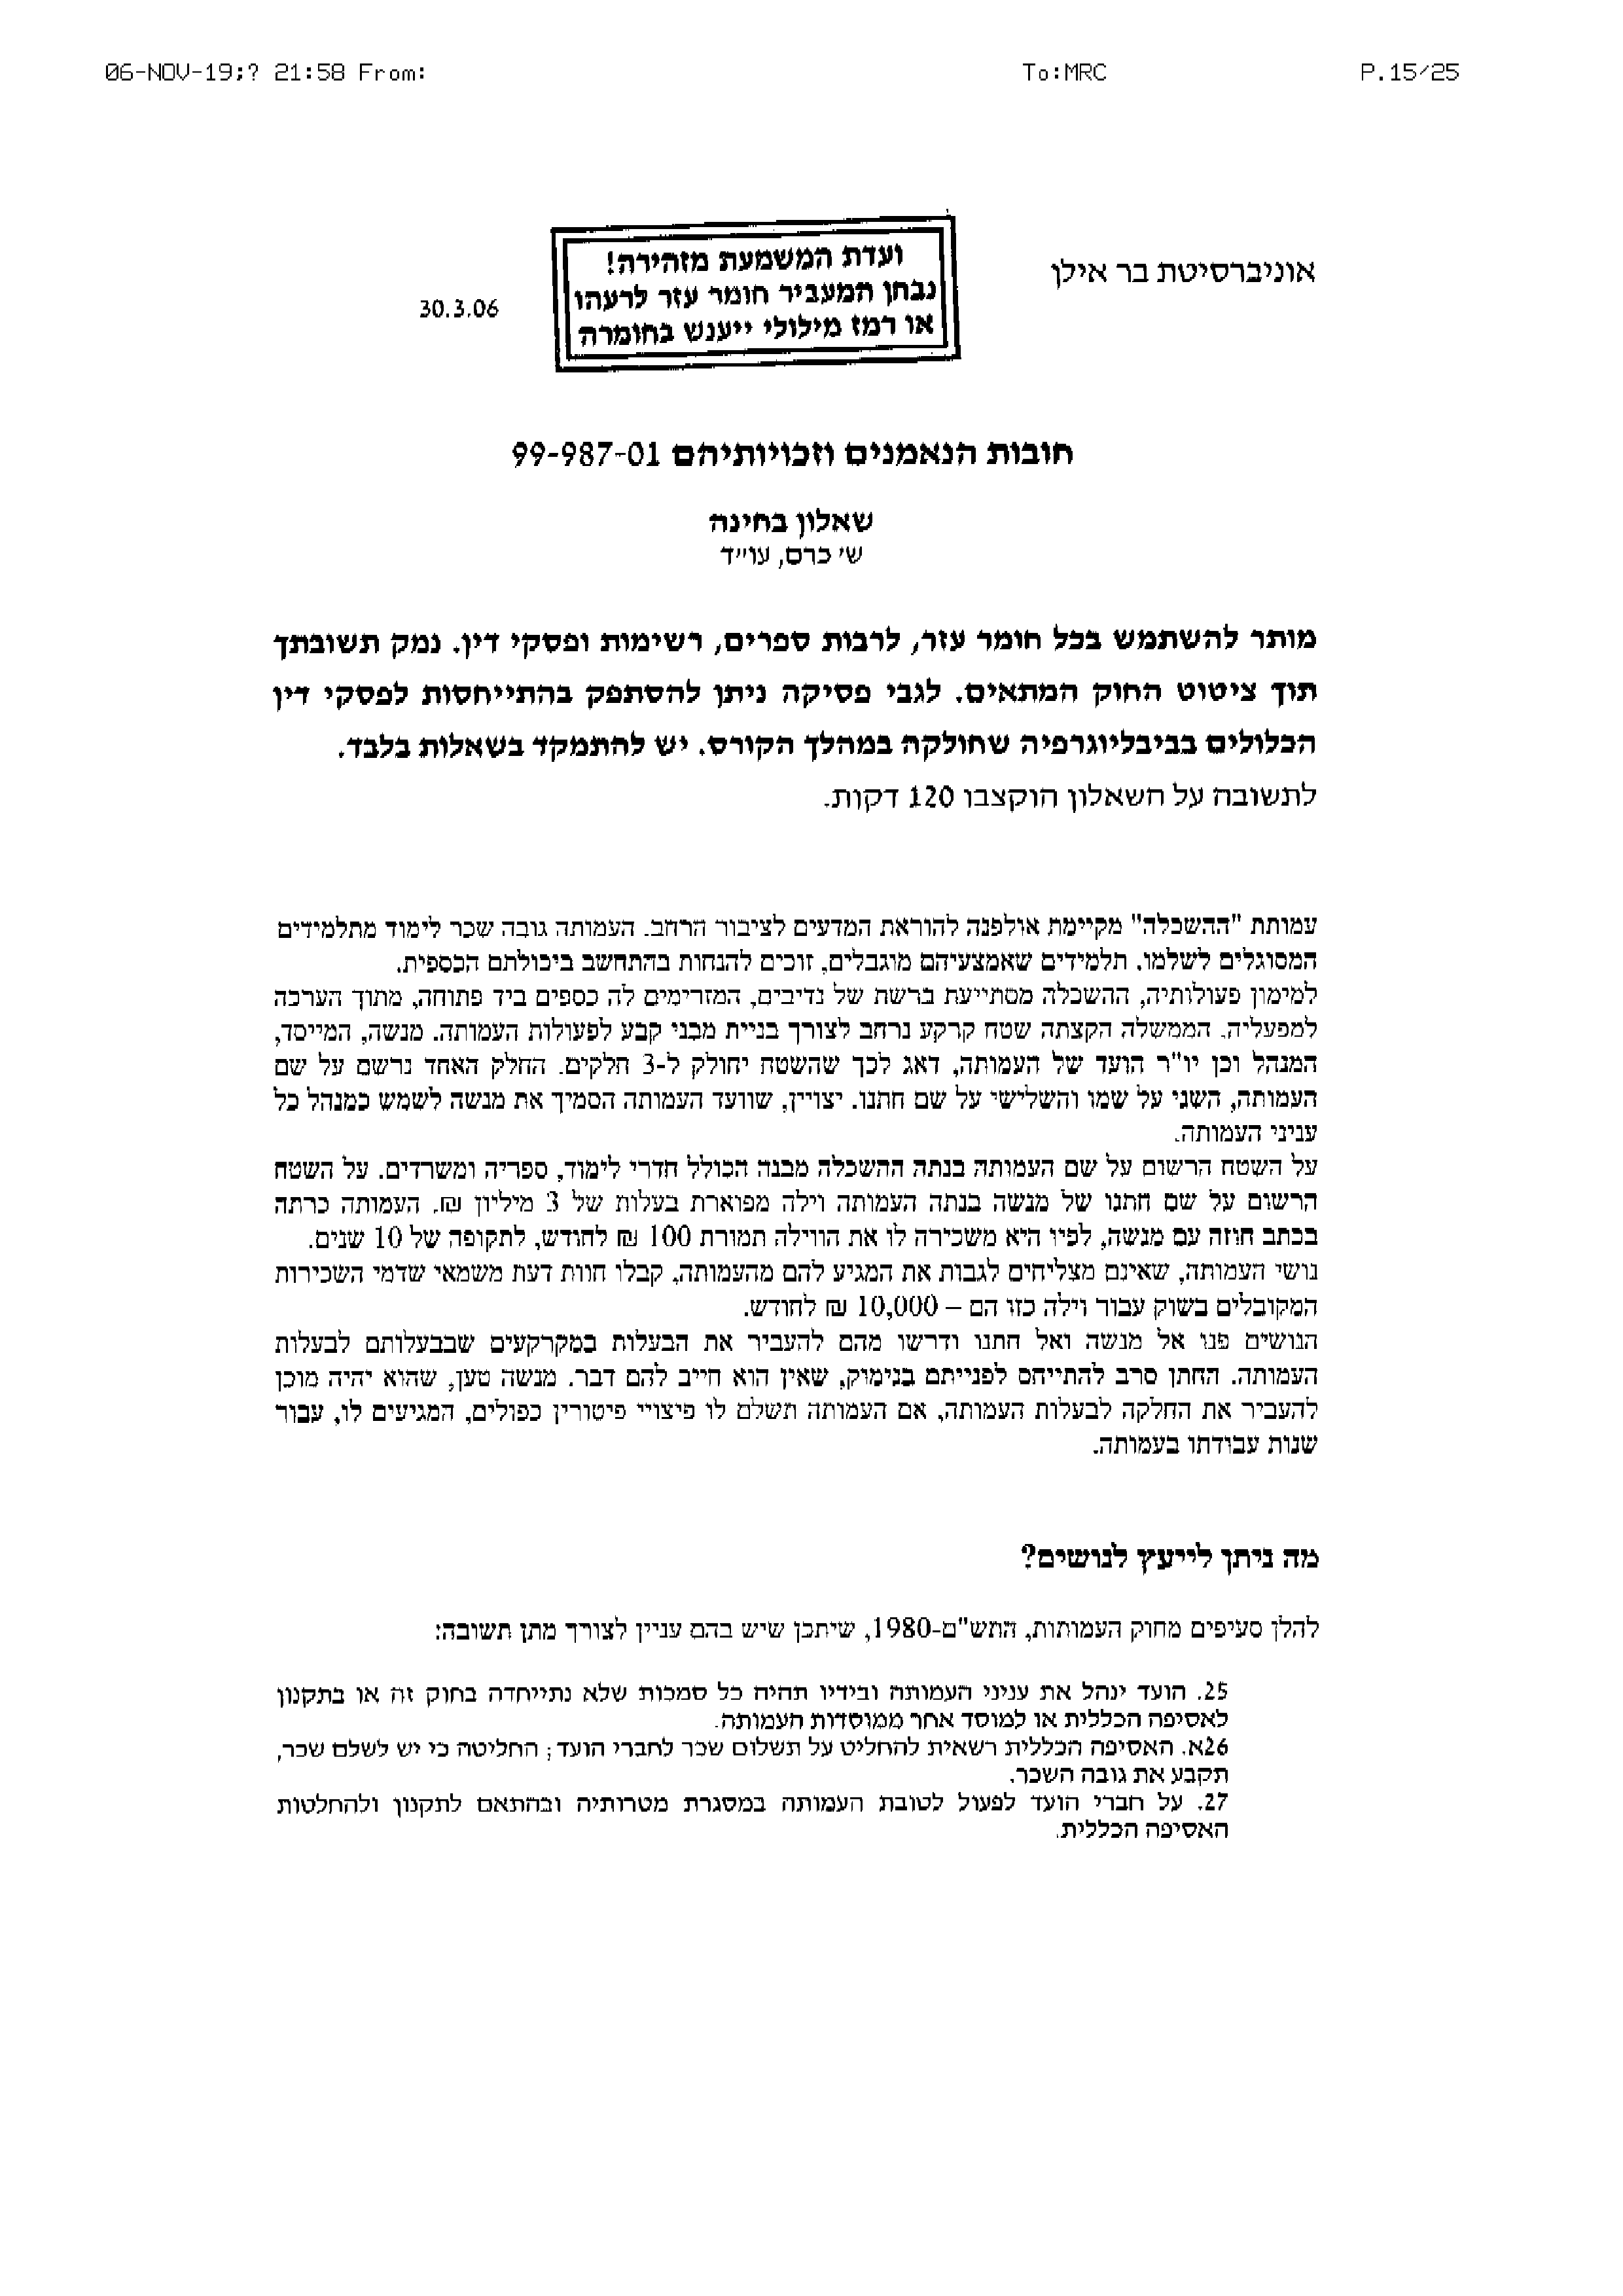 06-NOV-19;? 21:58 From: To:MRC P.15/25
אוניברסיטת בר אילן
ועדת המשמעת מזהירה!
נבחן המעביר חומר עזר לרעהו
או רמז מילולי ייענש בחומרה
30.3.06
חובות הנאמנים וזכויותיהם 99-987-01
שאלון בחינה
ש' כרם, עו"ד
מותר להשתמש בכל חומר עזר, לרבות ספרים, רשימות ופסקי דין. נמק תשובתך
תוך ציטוט החוק המתאים. לגבי פסיקה ניתן להסתפק בהתייחסות לפסקי דין
הכלולים בביבליוגרפיה שחולקה במהלך הקורס. יש להתמקד בשאלות בלבד.
לתשובה על השאלון הוקצבו 120 דקות.
עמותת "ההשכלה" מקיימת אולפנה להוראת המדעים לציבור הרחב. העמותה גובה שכר לימוד מתלמידים
המסוגלים לשלמו. תלמידים שאמצעיהם מוגבלים, זוכים להנחות בהתחשב ביכולתם הכספית.
למימון פעולותיה, ההשכלה מסתייעת ברשת של נדיבים, המזרימים לה כספים ביד פתוחה, מתוך הערכה
למפעליה. הממשלה הקצתה שטח קרקע נרחב לצורך בניית מבני קבע לפעולות העמותה. מנשה, המייסד,
המנהל וכן יו"ר הועד של העמותה, דאג לכך שהשטח יחולק ל-3 חלקים. החלק האחד נרשם על שם
העמותה, השני על שמו והשלישי על שם חתנו. יצויין, שוועד העמותה הסמיך את מנשה לשמש כמנהל כל
עניני העמותה.
על השטח הרשום על שם העמותה בנתה ההשכלה מבנה הכולל חדרי לימוד, ספריה ומשרדים. על השטח
הרשום על שם חתנו של מנשה בנתה העמותה וילה מפוארת בעלות של 3 מיליון ₪. העמותה כרתה
בכתב חוזה עם מנשה, לפיו היא משכירה לו את הווילה תמורת 100 ₪ לחודש, לתקופה של 10 שנים.
נושי העמותה, שאינם מצליחים לגבות את המגיע להם מהעמותה, קבלו חוות דעת משמאי שדמי השכירות
המקובלים בשוק עבור וילה כזו הם – 10,000 ₪ לחודש.
הנושים פנו אל מנשה ואל חתנו ודרשו מהם להעביר את הבעלות במקרקעים שבבעלותם לבעלות
העמותה. החתן סרב להתייחס לפנייתם בנימוק, שאין הוא חייב להם דבר. מנשה טען, שהוא יהיה מוכן
להעביר את החלקה לבעלות העמותה, אם העמותה תשלם לו פיצויי פיטורין כפולים, המגיעים לו, עבור
שנות עבודתו בעמותה.
מה ניתן לייעץ לנושים?
להלן סעיפים מחוק העמותות, התש"ם-1980, שיתכן שיש בהם עניין לצורך מתן תשובה:
25. הועד ינהל את עניני העמותה ובידיו תהיה כל סמכות שלא נתייחדה בחוק זה או בתקנון
לאסיפה הכללית או למוסד אחר ממוסדות העמותה.
26א. האסיפה הכללית רשאית להחליט על תשלום שכר לחברי הועד; החליטה כי יש לשלם שכר,
תקבע את גובה השכר.
27. על חברי הועד לפעול לטובת העמותה במסגרת מטרותיה ובהתאם לתקנון ולהחלטות
האסיפה הכללית.